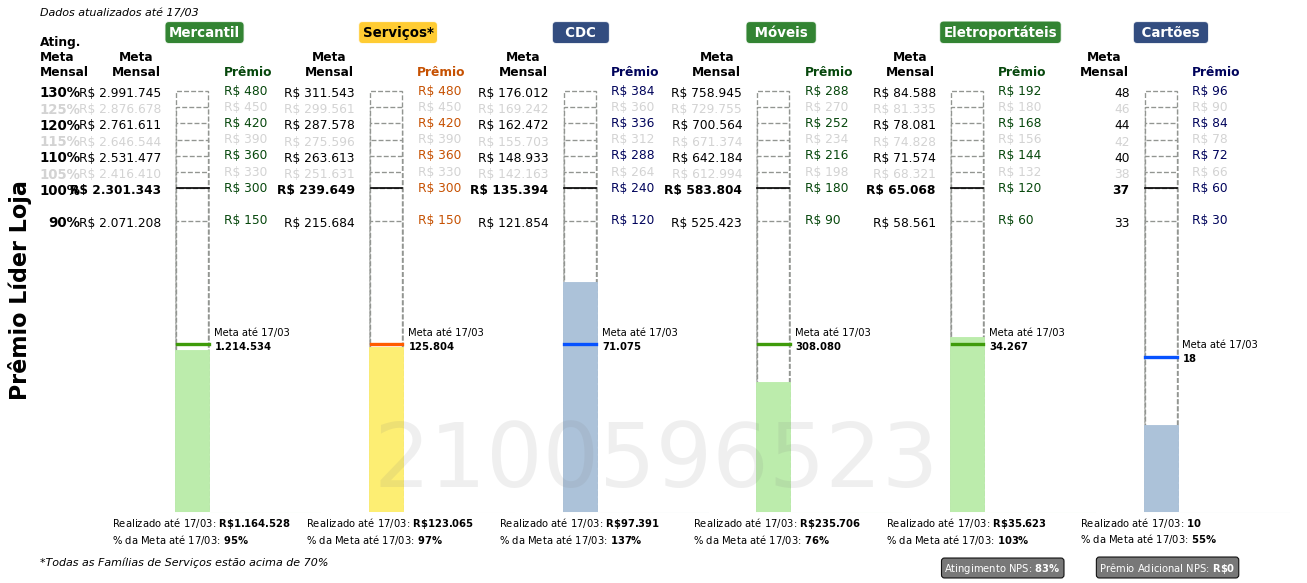 Dados atualizados até 17/03
Mercantil Serviços* CDC Móveis Eletroportáteis Cartões
Ating. Meta Mensal
Meta Mensal Prêmio Meta Mensal Prêmio Meta Mensal Prêmio Meta Mensal Prêmio Meta Mensal Prêmio Meta Mensal Prêmio
130% R$ 2.991.745 R$ 480 R$ 311.543 R$ 480 R$ 176.012 R$ 384 R$ 758.945 R$ 288 R$ 84.588 R$ 192 48 R$ 96
125% R$ 2.876.678 R$ 450 R$ 299.561 R$ 450 R$ 169.242 R$ 360 R$ 729.755 R$ 270 R$ 81.335 R$ 180 46 R$ 90
120% R$ 2.761.611 R$ 420 R$ 287.578 R$ 420 R$ 162.472 R$ 336 R$ 700.564 R$ 252 R$ 78.081 R$ 168 44 R$ 84
115% R$ 2.646.544 R$ 390 R$ 275.596 R$ 390 R$ 155.703 R$ 312 R$ 671.374 R$ 234 R$ 74.828 R$ 156 42 R$ 78
110% R$ 2.531.477 R$ 360 R$ 263.613 R$ 360 R$ 148.933 R$ 288 R$ 642.184 R$ 216 R$ 71.574 R$ 144 40 R$ 72
105% R$ 2.416.410 R$ 330 R$ 251.631 R$ 330 R$ 142.163 R$ 264 R$ 612.994 R$ 198 R$ 68.321 R$ 132 38 R$ 66
100% R$ 2.301.343 R$ 300 R$ 239.649 R$ 300 R$ 135.394 R$ 240 R$ 583.804 R$ 180 R$ 65.068 R$ 120 37 R$ 60
90% R$ 2.071.208 R$ 150 R$ 215.684 R$ 150 R$ 121.854 R$ 120 R$ 525.423 R$ 90 R$ 58.561 R$ 60 33 R$ 30
Prêmio Líder Loja
Meta até 17/03 Meta até 17/03 Meta até 17/03 Meta até 17/03 Meta até 17/03 Meta até 17/03
1.214.534 125.804 71.075 308.080 34.267 18
2100596523
Realizado até 17/03: R$1.164.528 Realizado até 17/03: R$123.065 Realizado até 17/03: R$97.391 Realizado até 17/03: R$235.706 Realizado até 17/03: R$35.623 Realizado até 17/03: 10
% da Meta até 17/03: 95% % da Meta até 17/03: 97% % da Meta até 17/03: 137% % da Meta até 17/03: 76% % da Meta até 17/03: 103% % da Meta até 17/03: 55%
*Todas as Famílias de Serviços estão acima de 70%
Atingimento NPS: 83% Prêmio Adicional NPS: R$0